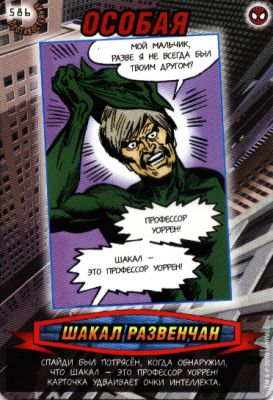 586
ОСОБАЯ
МОЙ МАЛЬЧИК,
РАЗВЕ Я НЕ ВСЕГДА БЫЛ
ТВОИМ ДРУГОМ?
ПРОФЕССОР
УОРРЕН!
ШАКАЛ —
ЭТО ПРОФЕССОР УОРРЕН!
ШАКАЛ РАЗВЕНЧАН
СПАЙДИ БЫЛ ПОТРЯСЁН, КОГДА ОБНАРУЖИЛ,
ЧТО ШАКАЛ — ЭТО ПРОФЕССОР УОРРЕН!
КАРТОЧКА УДВАИВАЕТ ОЧКИ ИНТЕЛЛЕКТА.